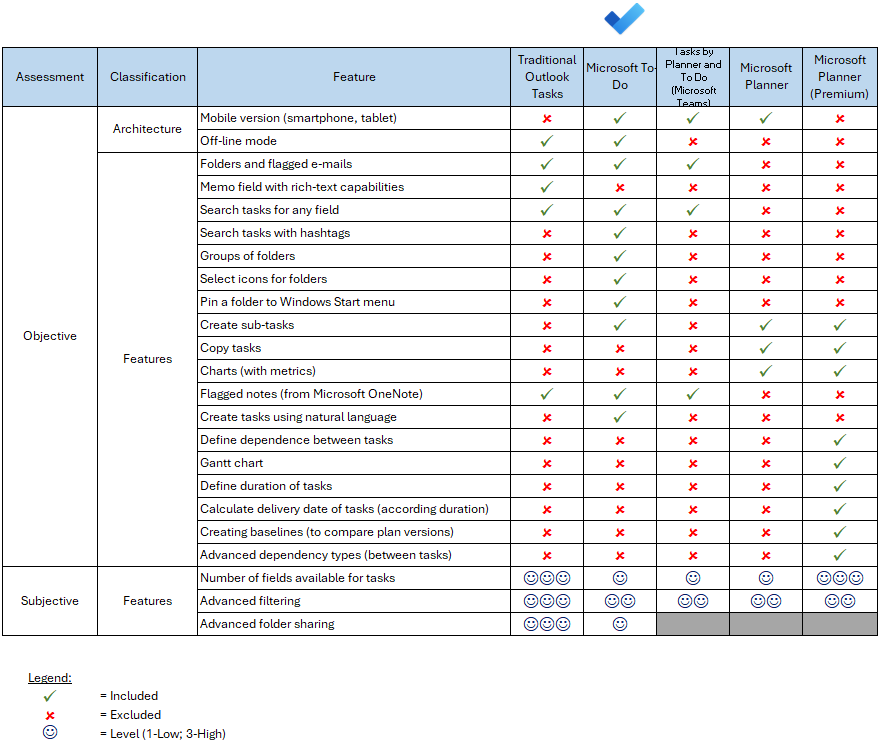 Assessment
Classification
Feature
Traditional
Outlook
Tasks
Microsoft To-
Do
Tasks by
Planner and
To Do
(Microsoft
Teams)
Microsoft
Planner
Microsoft
Planner
(Premium)
Objective
Architecture
Mobile version (smartphone, tablet)
Off-line mode
Features
Folders and flagged e-mails
Memo field with rich-text capabilities
Search tasks for any field
Search tasks with hashtags
Groups of folders
Select icons for folders
Pin a folder to Windows Start menu
Create sub-tasks
Copy tasks
Charts (with metrics)
Flagged notes (from Microsoft OneNote)
Create tasks using natural language
Define dependence between tasks
Gantt chart
Define duration of tasks
Calculate delivery date of tasks (according duration)
Creating baselines (to compare plan versions)
Advanced dependency types (between tasks)
Subjective
Features
Number of fields available for tasks
Advanced filtering
Advanced folder sharing
Legend:
= Included
= Excluded
= Level (1-Low; 3-High)